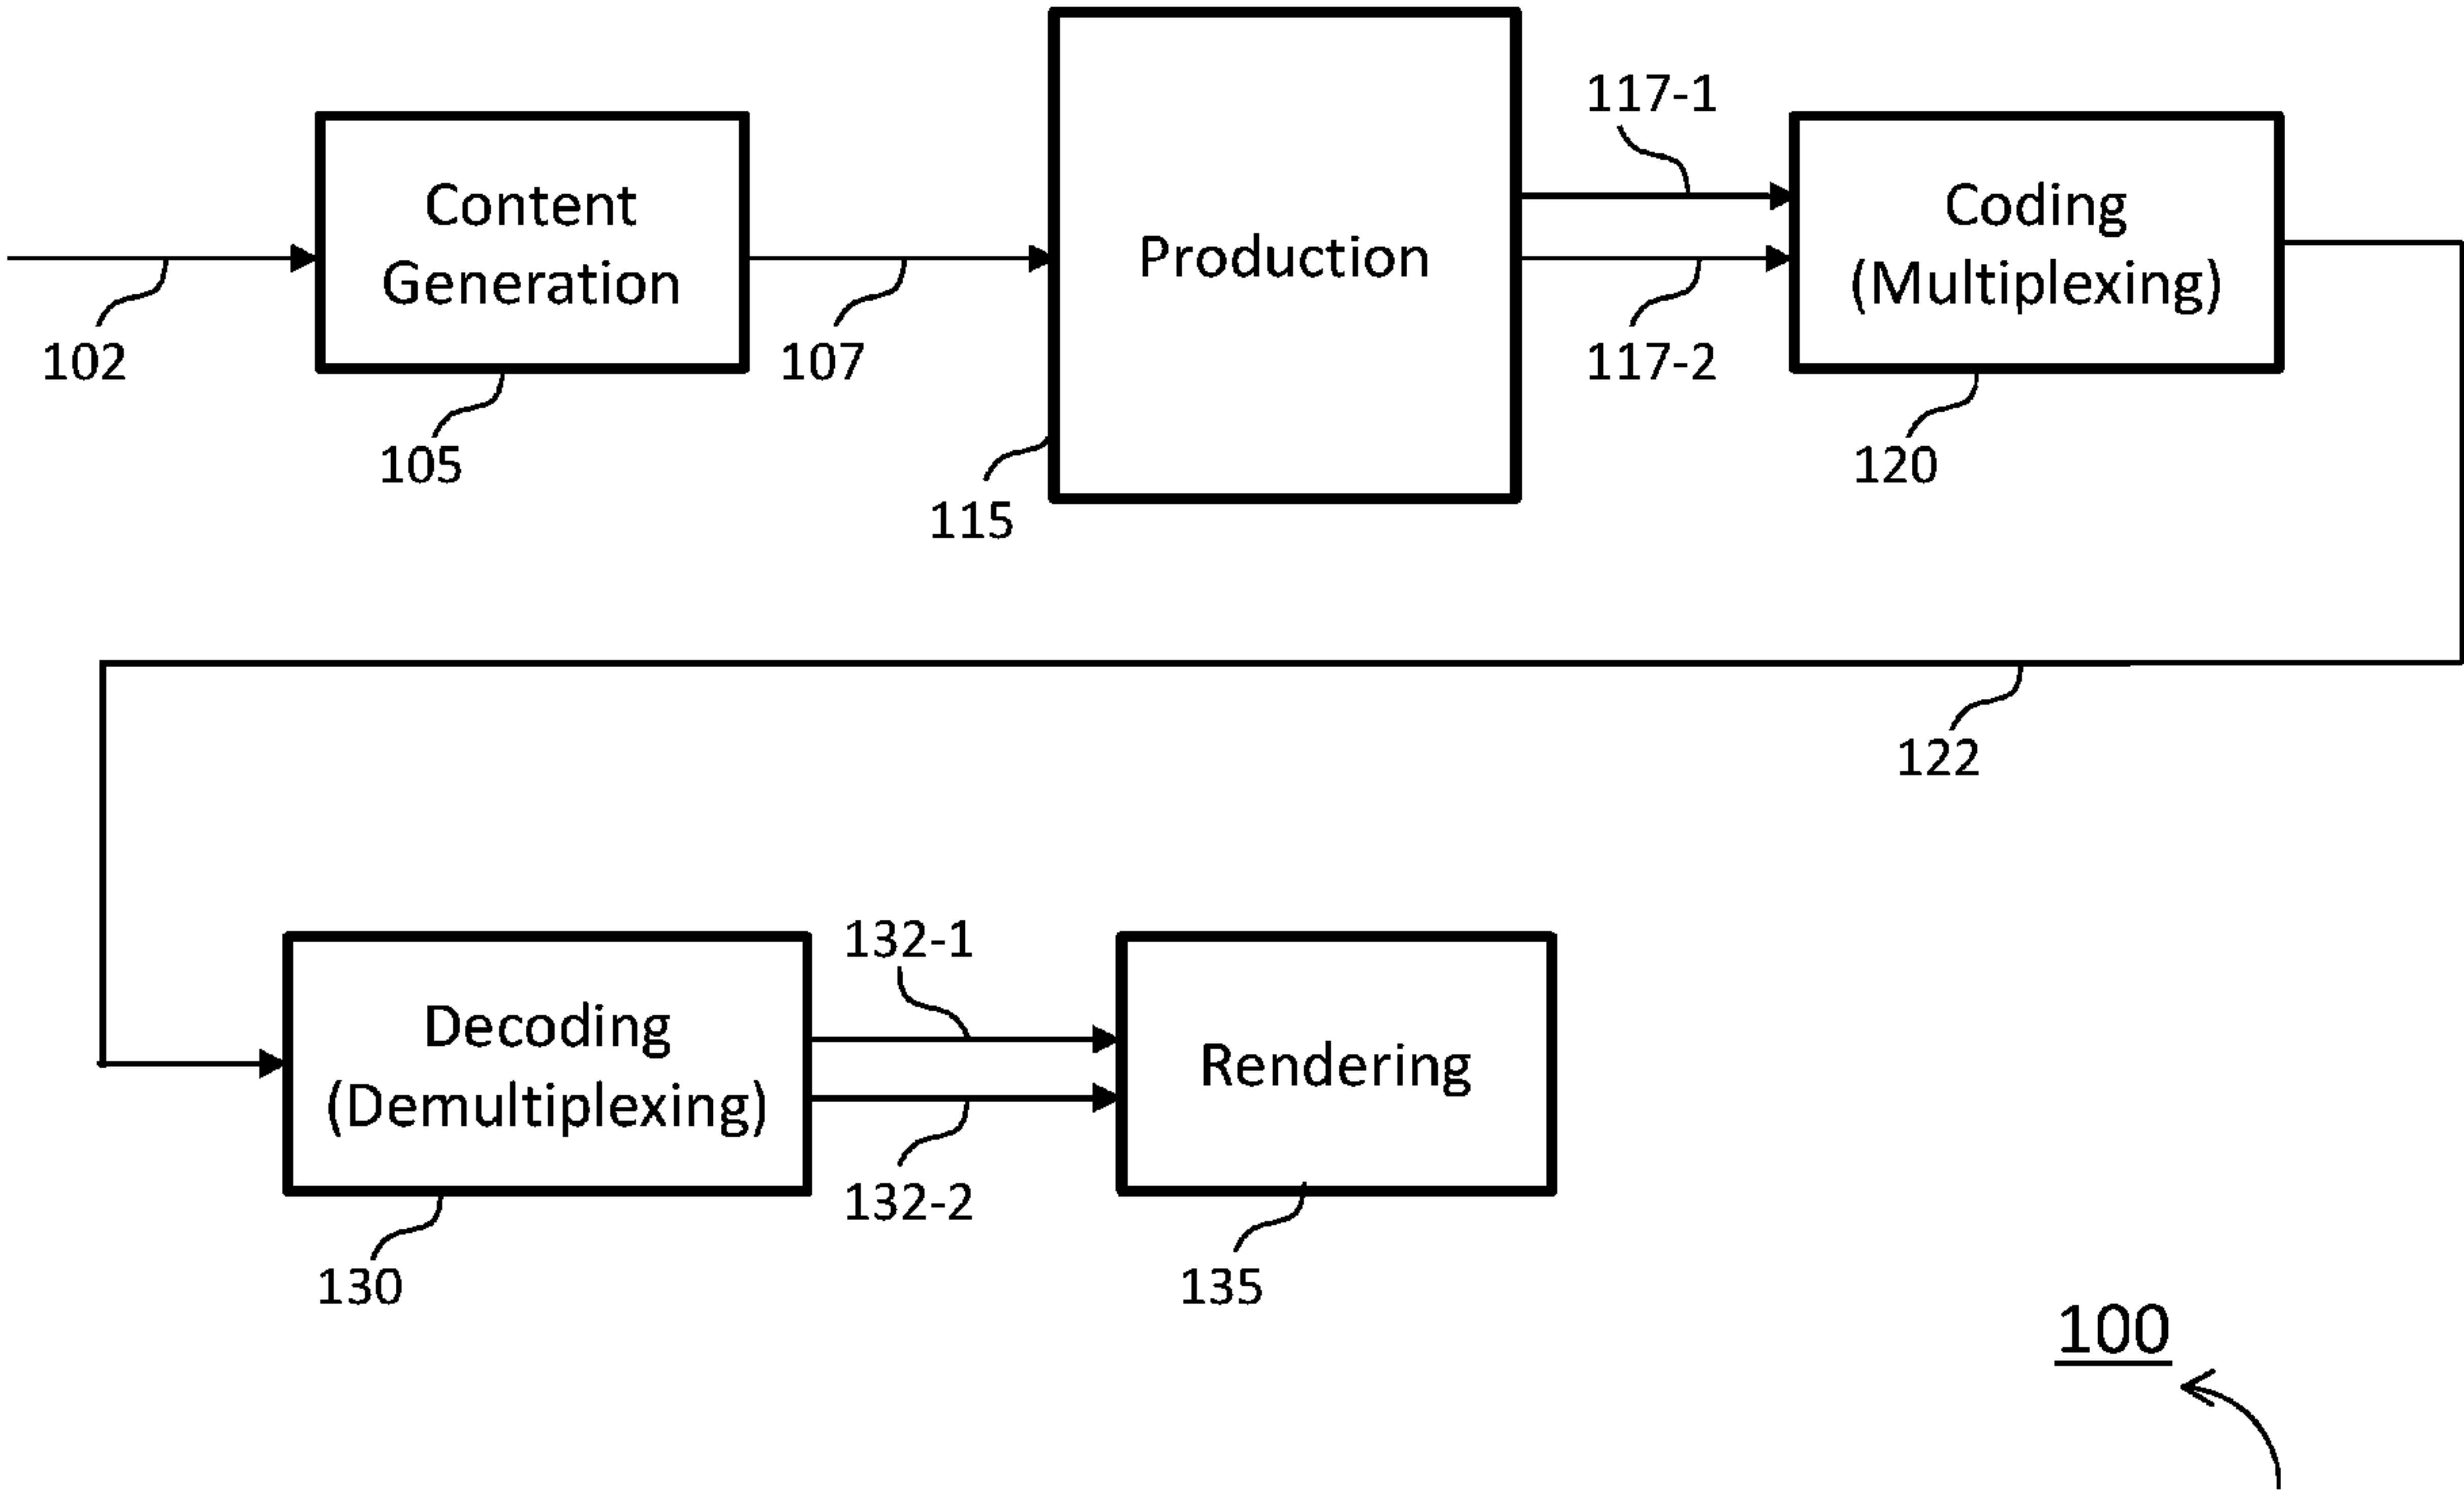 117-1
Content
Generation
Production
Coding
(Multiplexing)
102
107
117-2
105
115
120
122
132-1
Decoding
(Demultiplexing)
Rendering
132-2
130
135
100